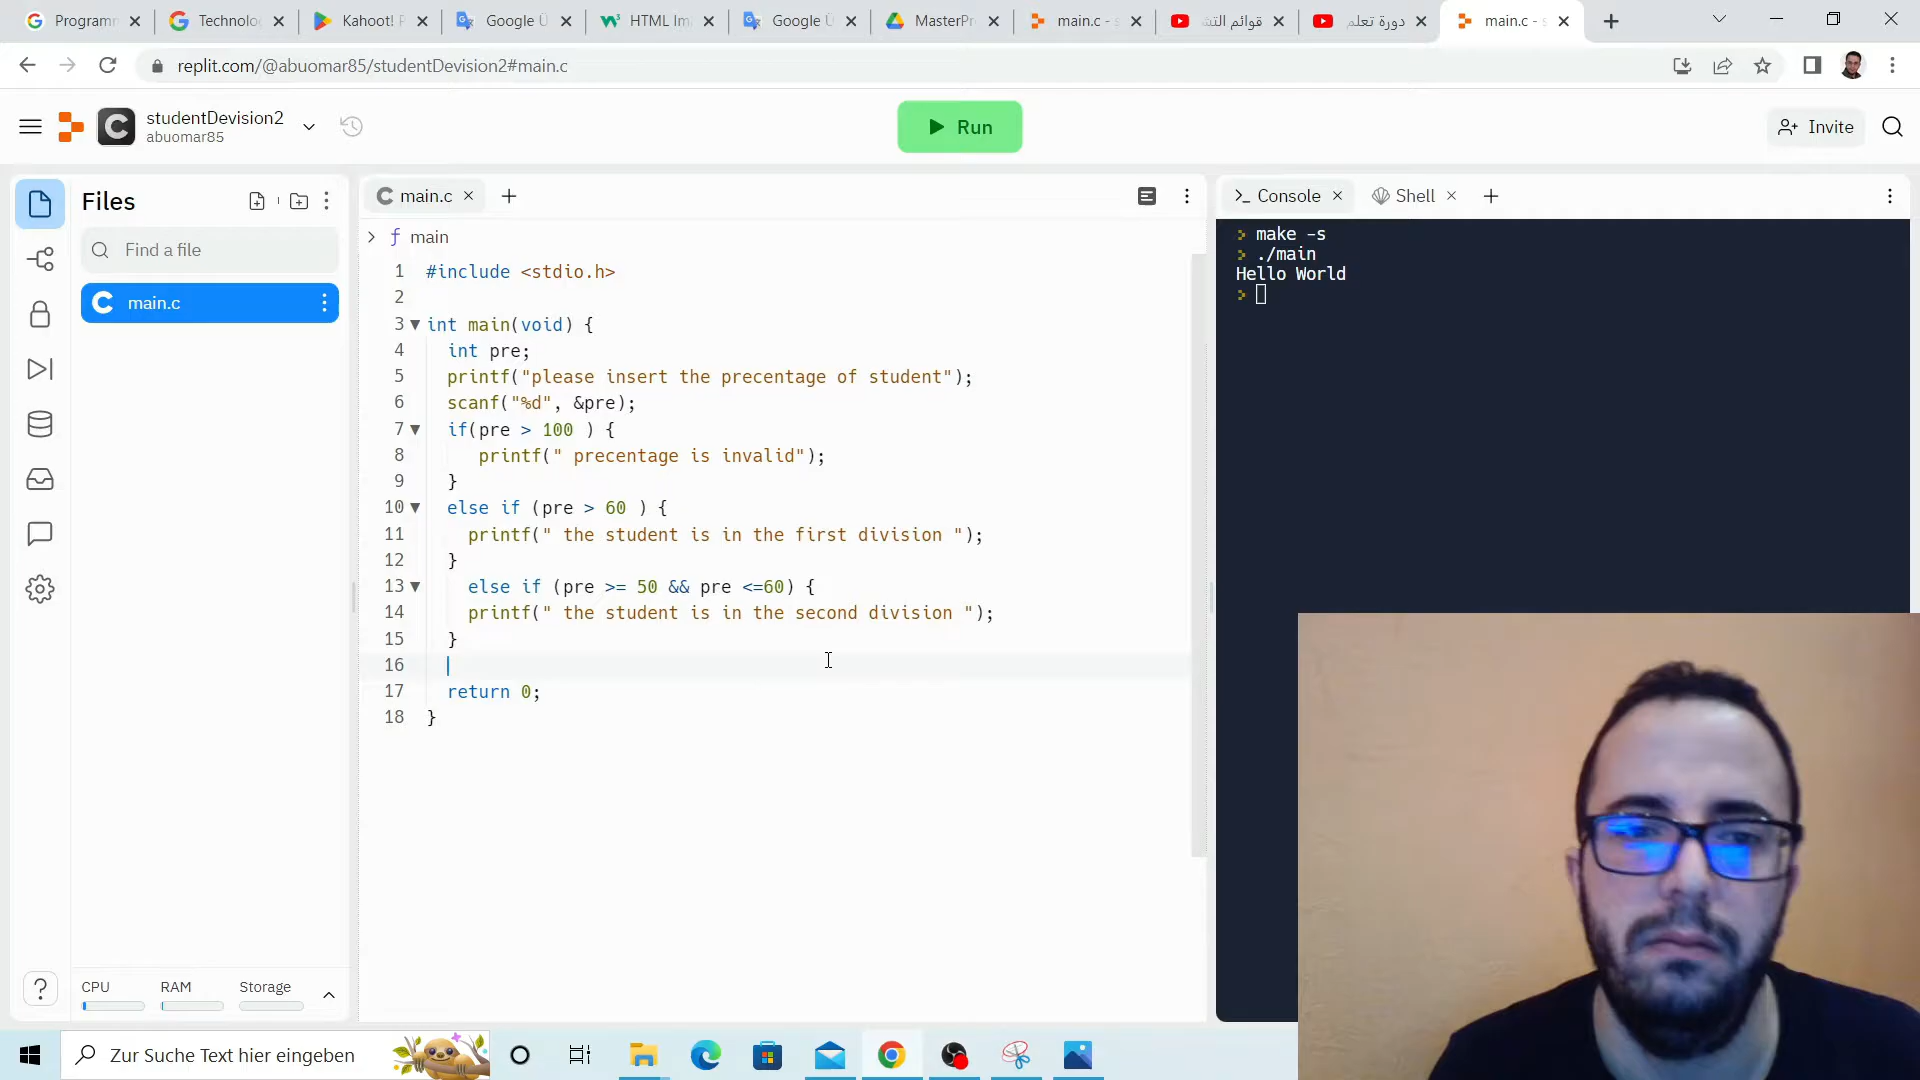 Programm
Technolo
Kahoot! P
Google Ü
HTML Im
Google Ü
MasterPr
main.c - s
قوائم التش
دورة تعلم
main.c - s
replit.com/@abuomar85/studentDevision2#main.c
studentDevision2
abuomar85
Run
Invite
Files
Find a file
main.c
main.c
main
1 #include <stdio.h>
2
3 int main(void) {
4 int pre;
5 printf("please insert the precentage of student");
6 scanf("%d", &pre);
7 if(pre > 100 ) {
8 printf(" precentage is invalid");
9 }
10 else if (pre > 60 ) {
11 printf(" the student is in the first division ");
12 }
13 else if (pre >= 50 && pre <=60) {
14 printf(" the student is in the second division ");
15 }
16
17 return 0;
18 }
Console
Shell
> make -s
> ./main
Hello World
>
CPU
RAM
Storage
Zur Suche Text hier eingeben